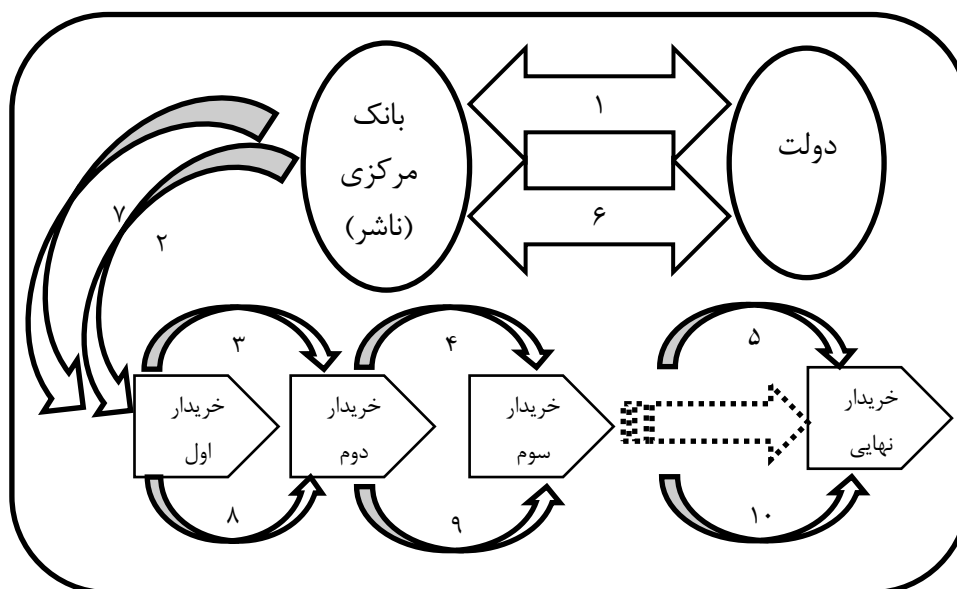 دولت
بانک
مرکزی
(ناشر)
۱
۶
۷
۲
۳
۴
۵
خریدار
اول
خریدار
دوم
خریدار
سوم
خریدار
نهایی
۸
۹
۱۰